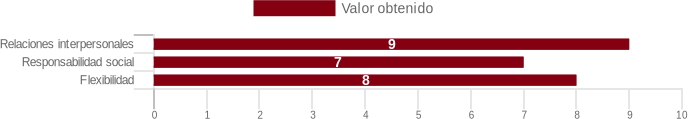 Valor obtenido
Relaciones interpersonales 9
Responsabilidad social 7
Flexibilidad 8
0 1 2 3 4 5 6 7 8 9 10